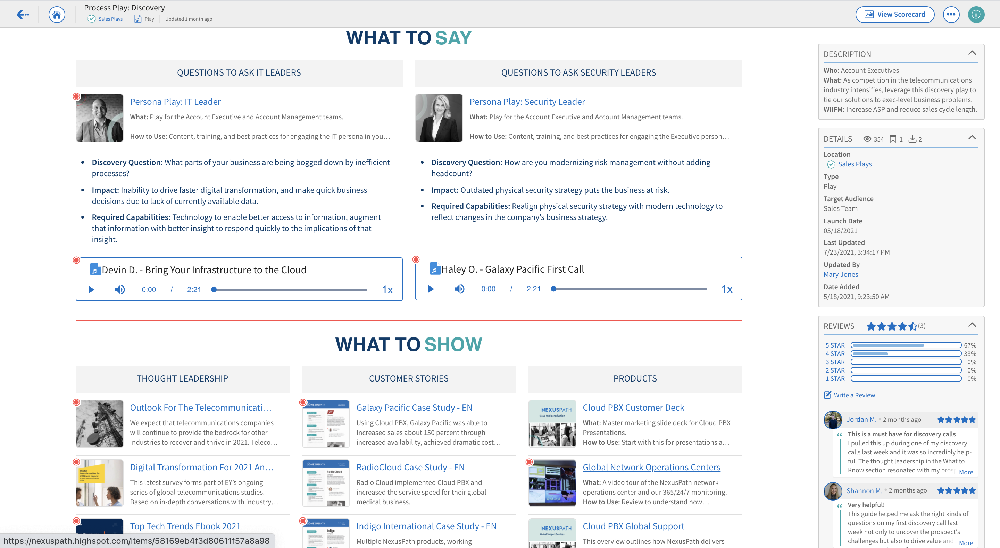 Process Play: Discovery
Sales Plays
Play
Updated 1 month ago
View Scorecard
WHAT TO SAY
QUESTIONS TO ASK IT LEADERS
Persona Play: IT Leader
What: Play for the Account Executive and Account Management teams.
How to Use: Content, training, and best practices for engaging the IT persona in you…
• Discovery Question: What parts of your business are being bogged down by inefficient
processes?
• Impact: Inability to drive faster digital transformation, and make quick business
decisions due to lack of currently available data.
• Required Capabilities: Technology to enable better access to information, augment
that information with better insight to respond quickly to the implications of that
insight.
Devin D. - Bring Your Infrastructure to the Cloud
0:00 / 2:21 1x
QUESTIONS TO ASK SECURITY LEADERS
Persona Play: Security Leader
What: Play for the Account Executive and Account Management teams.
How to Use: Content, training, and best practices for engaging the Executive person…
• Discovery Question: How are you modernizing risk management without adding
headcount?
• Impact: Outdated physical security strategy puts the business at risk.
• Required Capabilities: Realign physical security strategy with modern technology to
reflect changes in the company’s business strategy.
Haley O. - Galaxy Pacific First Call
0:00 / 2:21 1x
WHAT TO SHOW
THOUGHT LEADERSHIP
Outlook For The Telecommunicati…
We expect that telecommunications companies
will continue to provide the bedrock for other
industries to recover and thrive in 2021. Teleco…
Digital
transformation for
2020 and beyond
Digital Transformation For 2021 An…
This latest survey forms part of EY’s ongoing
series of global telecommunications studies.
Based on in-depth conversations with industry…
Top Tech Trends Ebook 2021
CUSTOMER STORIES
NEXUSPATH
GPL
Galaxy Pacific Case Study - EN
Using Cloud PBX, Galaxy Pacific was able to
Increased sales about 150 percent through
increased availability, achieved dramatic cost…
NEXUSPATH
RadioCloud
RadioCloud Case Study - EN
Radio Cloud implemented Cloud PBX and
increased the service speed for their global
medical business.
NEXUSPATH
Indigo
Indigo International Case Study - EN
Multiple NexusPath products, working
PRODUCTS
NEXUSPATH
Cloud PBX Introduction
Cloud PBX Customer Deck
What: Master marketing slide deck for Cloud PBX
Presentations.
How to Use: Start with this for presentations a…
Global Network Operations Centers
What: A video tour of the NexusPath network
operations center and our 365/24/7 monitoring.
How to Use: Review to understand how…
NEXUSPATH
Global Support Services
Cloud PBX Global Support
This overview outlines how NexusPath delivers
DESCRIPTION
Who: Account Executives
What: As competition in the telecommunications
industry intensifies, leverage this discovery play to
tie our solutions to exec-level business problems.
WIIFM: Increase ASP and reduce sales cycle length.
DETAILS 354 1 2
Location
Sales Plays
Type
Play
Target Audience
Sales Team
Launch Date
05/18/2021
Last Updated
7/23/2021, 3:34:17 PM
Updated By
Mary Jones
Date Added
5/18/2021, 9:23:50 AM
REVIEWS (3)
5 STAR 67%
4 STAR 33%
3 STAR 0%
2 STAR 0%
1 STAR 0%
Write a Review
Jordan M. • 2 months ago
This is a must have for discovery calls
I pulled this up during one of my discovery
calls last week and it was so incredibly help-
ful. The thought leadership in the What to
Know section resonated with my pros More
Shannon M. • 2 months ago
Very helpful!
This guide helped me ask the right kinds of
questions on my first discovery call last
week not only to uncover the prospect's
challenges but also to drive value and More
https://nexuspath.highspot.com/items/58169eb4f3d80611f57a8a98